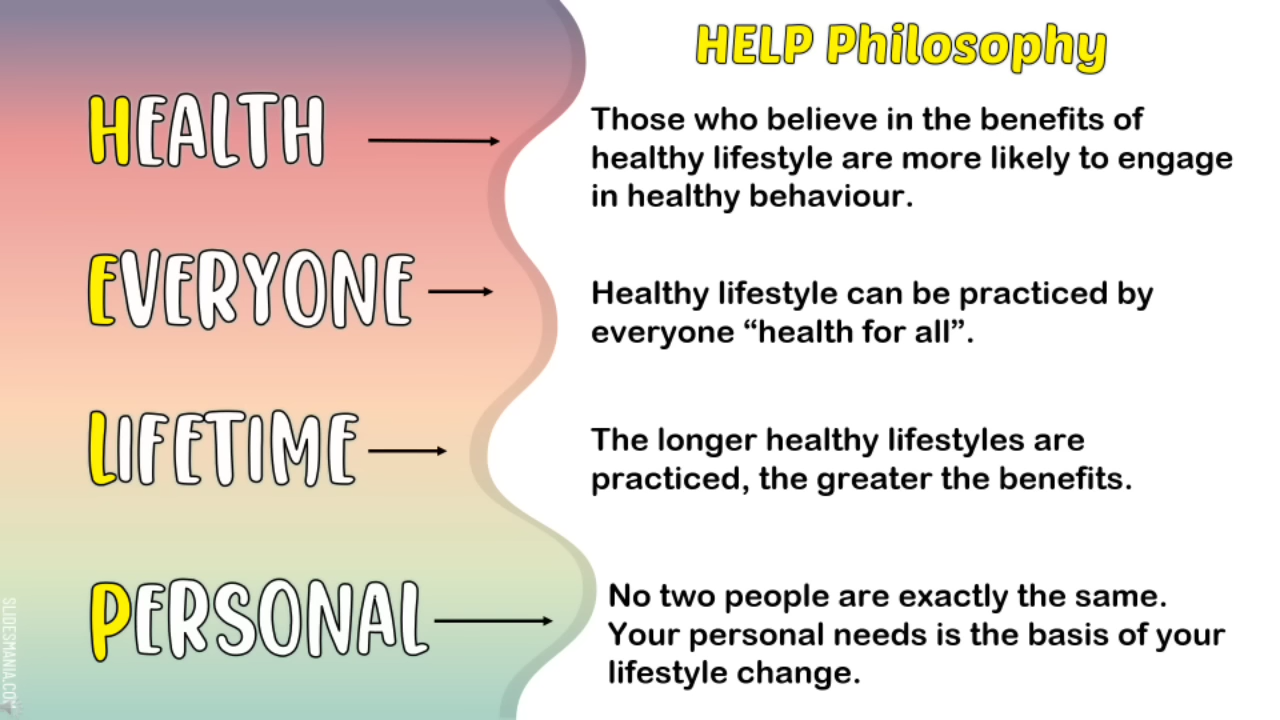 HELP Philosophy
HEALTH
Those who believe in the benefits of
healthy lifestyle are more likely to engage
in healthy behaviour.
EVERYONE
Healthy lifestyle can be practiced by
everyone “health for all”.
LIFETIME
The longer healthy lifestyles are
practiced, the greater the benefits.
PERSONAL
No two people are exactly the same.
Your personal needs is the basis of your
lifestyle change.
SLIDESMANIA.COM